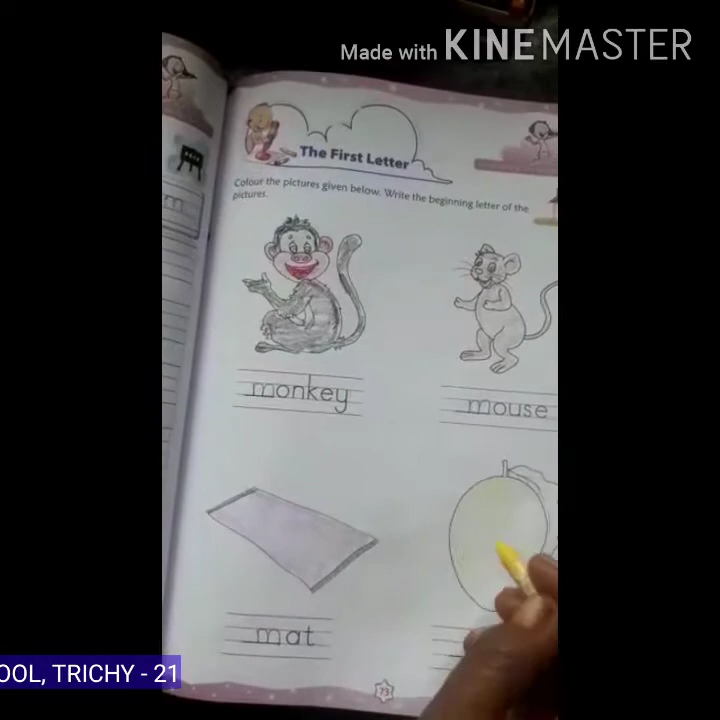 Made with KINEMASTER
The First Letter
Colour the pictures given below. Write the beginning letter of the
pictures.
m
monkey
mouse
mat
OOL, TRICHY - 21
73